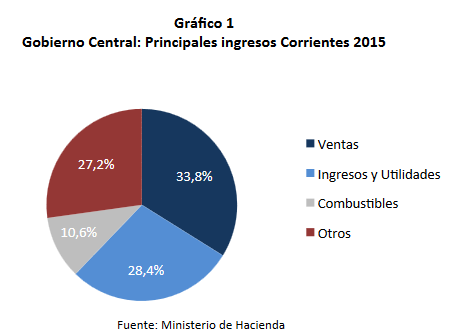 Gráfico 1
Gobierno Central: Principales ingresos Corrientes 2015
27,2%
33,8%
10,6%
28,4%
Ventas
Ingresos y Utilidades
Combustibles
Otros
Fuente: Ministerio de Hacienda